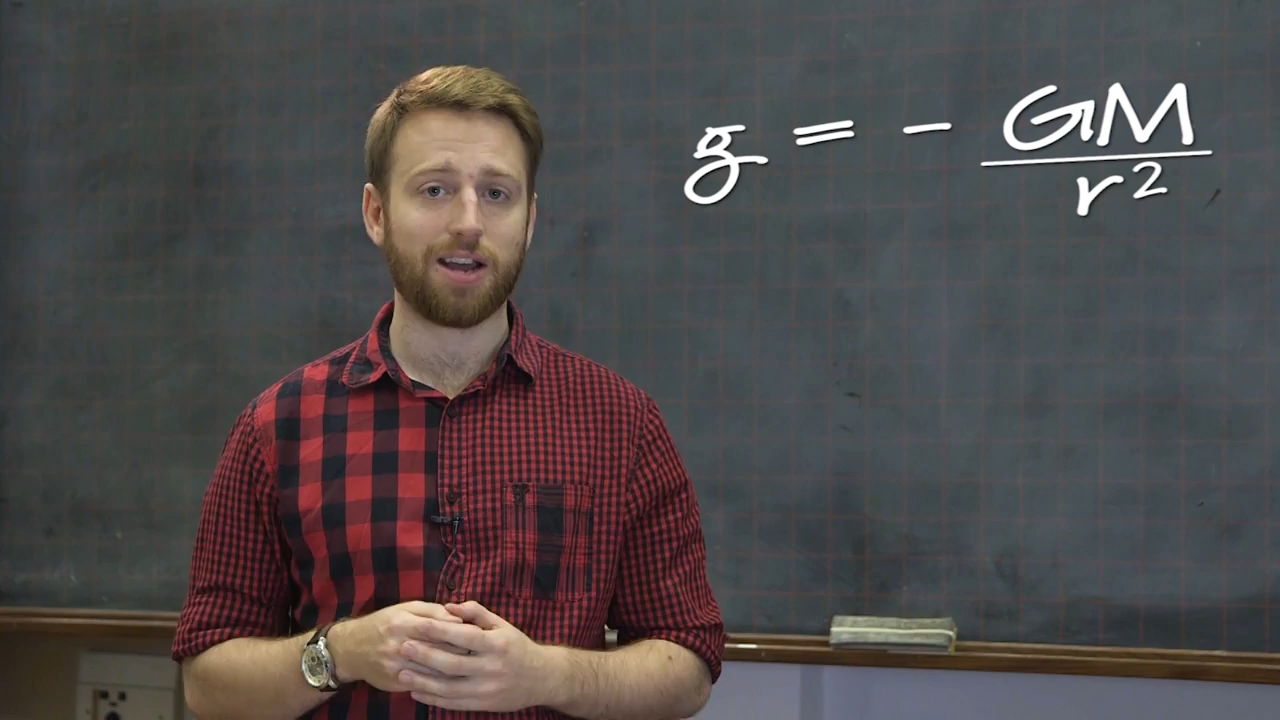 g = - GM/r²